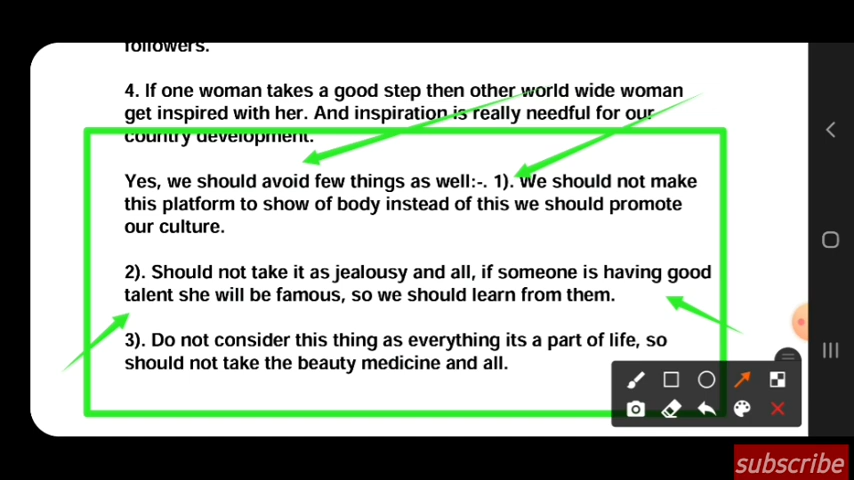 followers.
4. If one woman takes a good step then other world wide woman
get inspired with her. And inspiration is really needful for our
country development.
Yes, we should avoid few things as well:-. 1). We should not make
this platform to show of body instead of this we should promote
our culture.
2). Should not take it as jealousy and all, if someone is having good
talent she will be famous, so we should learn from them.
3). Do not consider this thing as everything its a part of life, so
should not take the beauty medicine and all.
subscribe